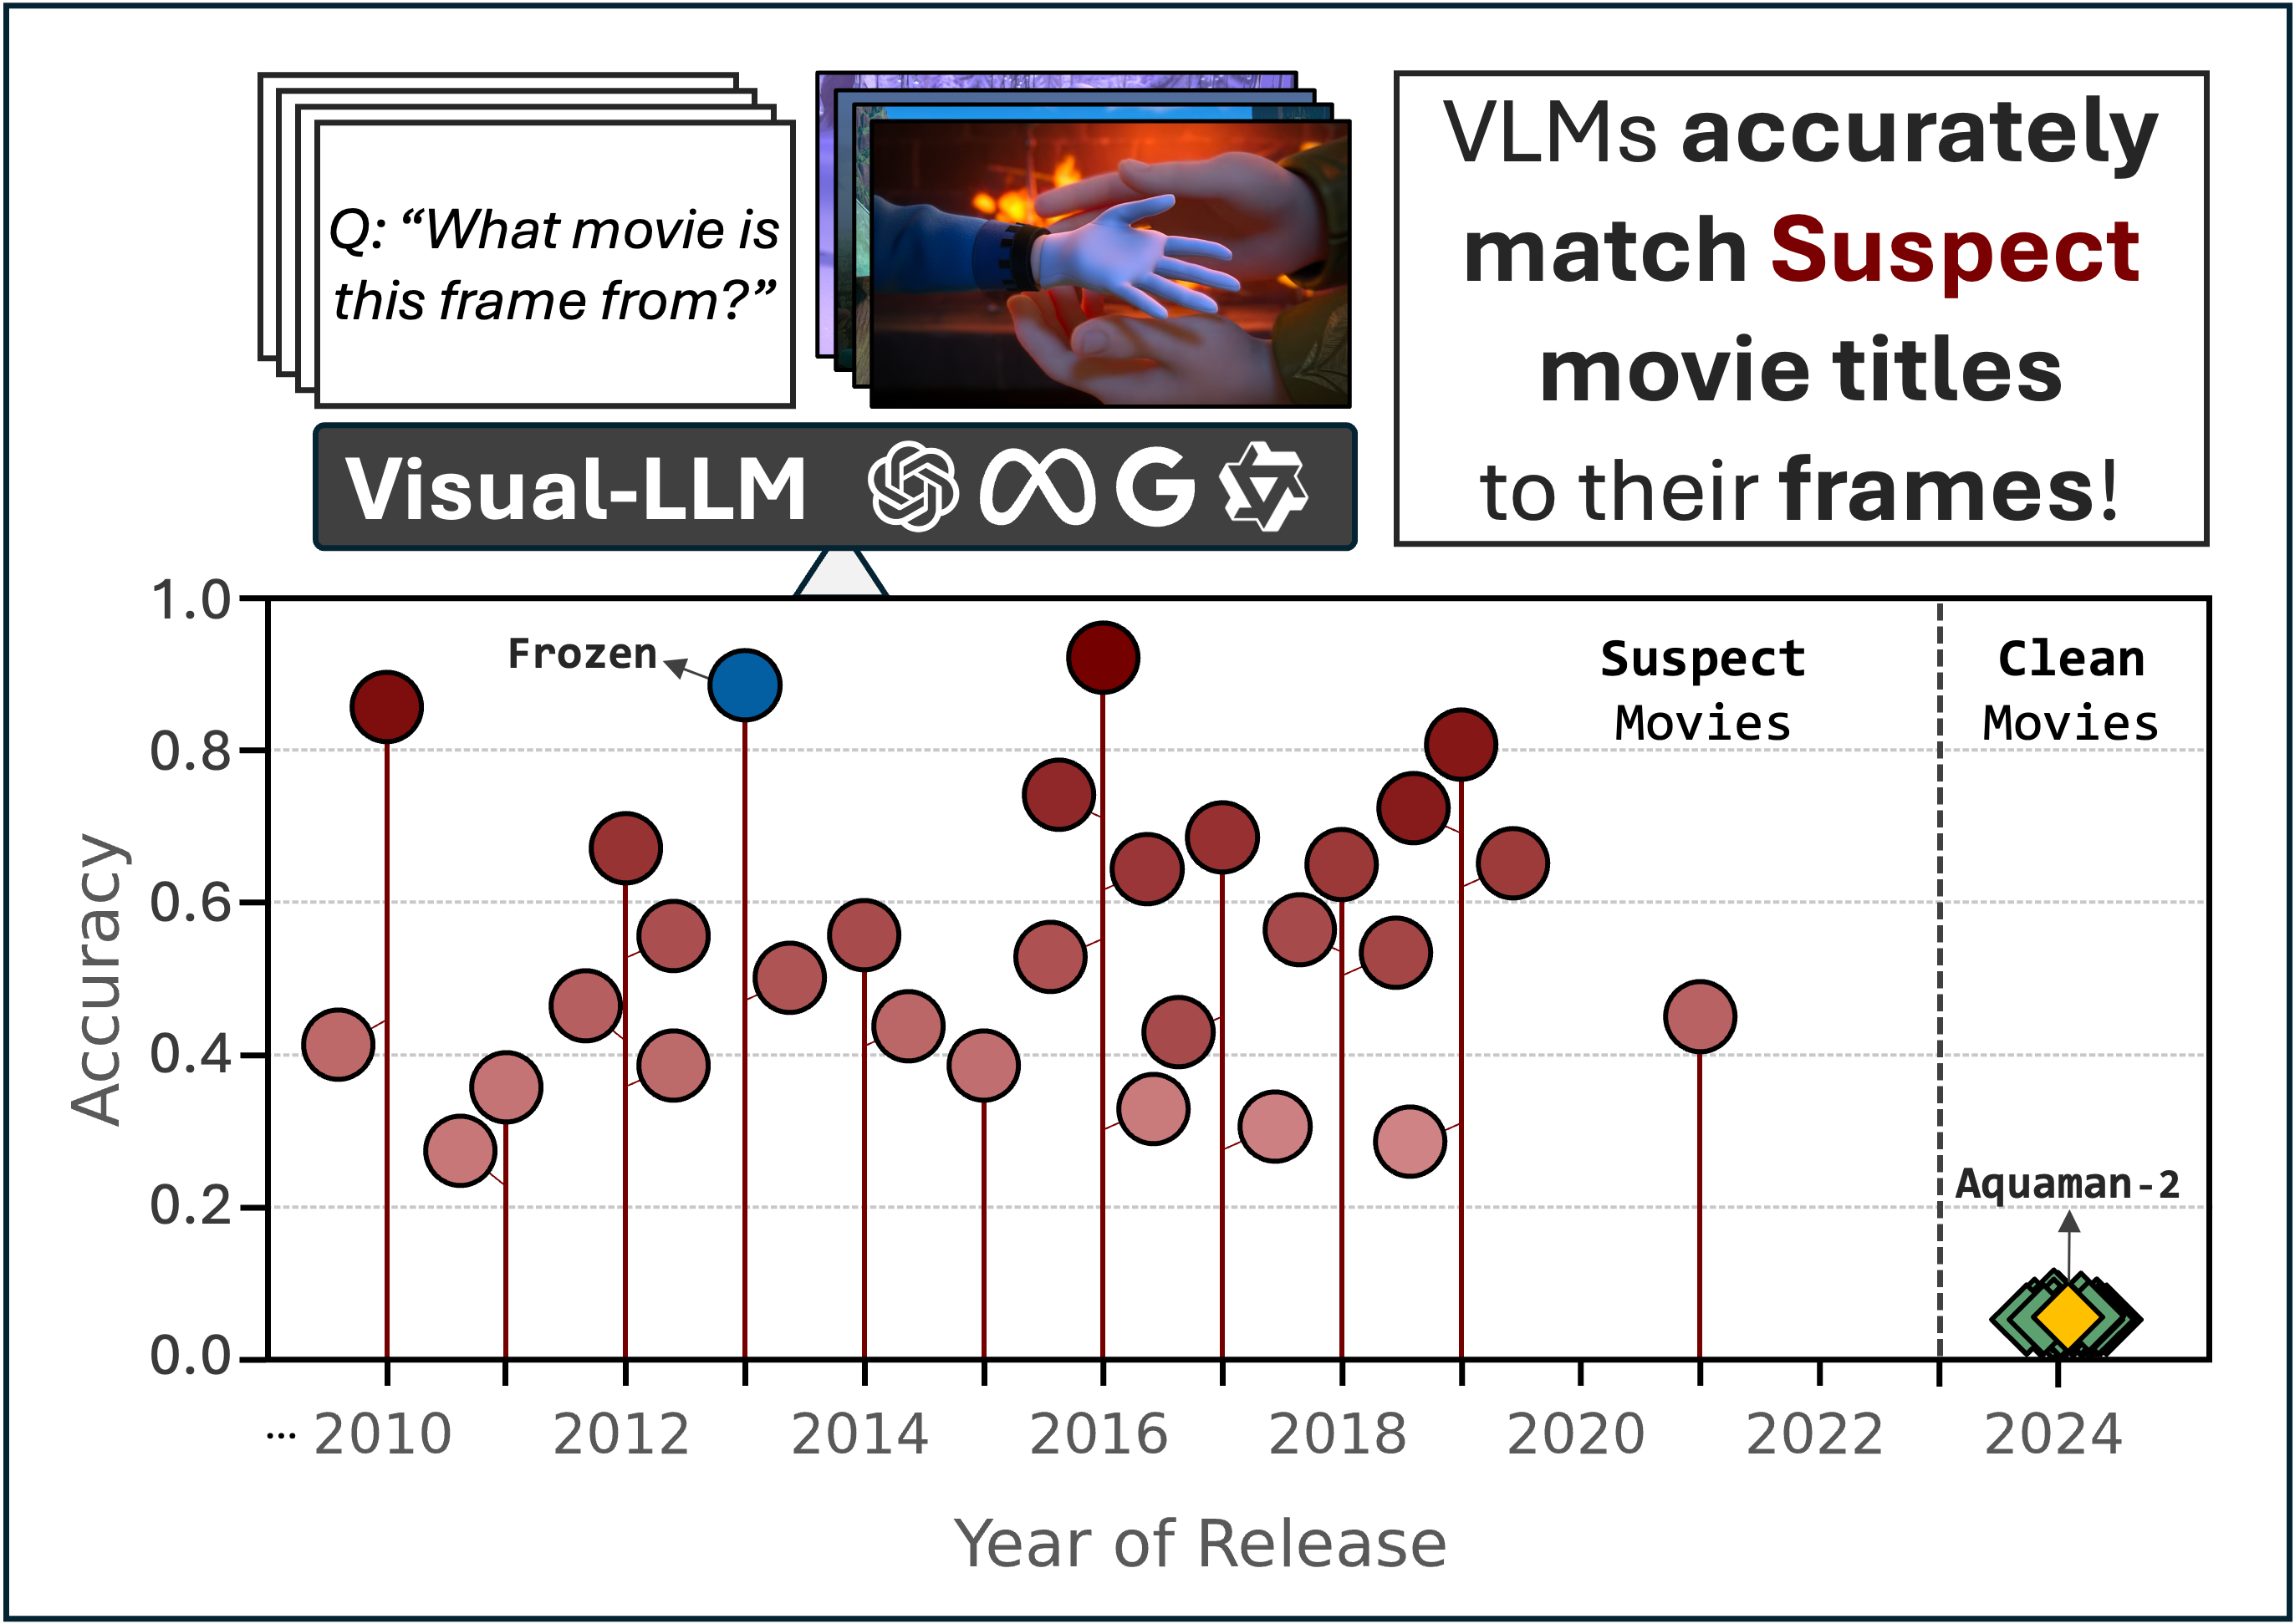 Q: “What movie is
this frame from?”
VLMs accurately
match Suspect
movie titles
to their frames!
Visual-LLM
1.0
0.8
0.6
0.4
0.2
0.0
Accuracy
Frozen
Suspect
Movies
Clean
Movies
Aquaman-2
... 2010 2012 2014 2016 2018 2020 2022 2024
Year of Release